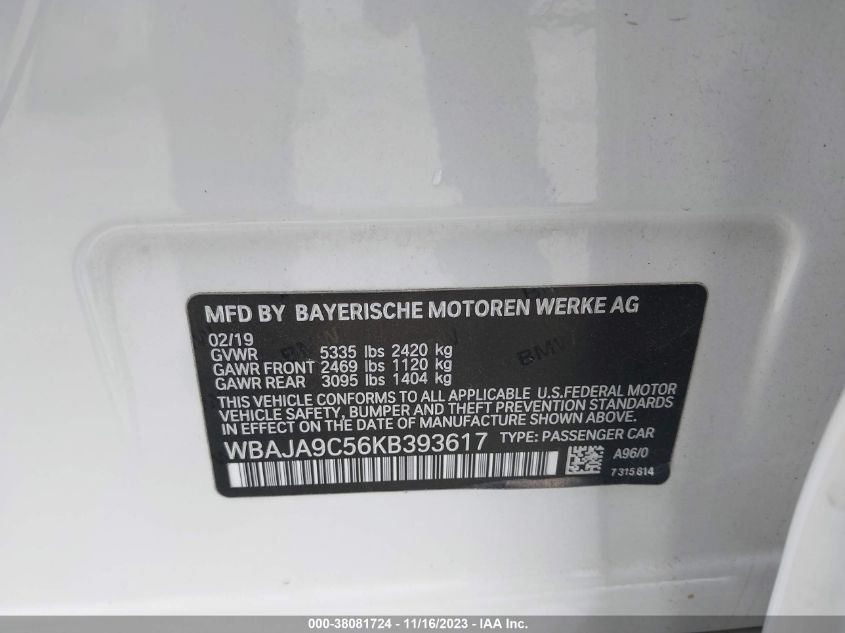 MFD BY BAYERISCHE MOTOREN WERKE AG
02/19
GVWR 5335 lbs 2420 kg
GAWR FRONT 2469 lbs 1120 kg
GAWR REAR 3095 lbs 1404 kg
THIS VEHICLE CONFORMS TO ALL APPLICABLE U.S.FEDERAL MOTOR
VEHICLE SAFETY, BUMPER AND THEFT PREVENTION STANDARDS
IN EFFECT ON THE DATE OF MANUFACTURE SHOWN ABOVE.
WBAJA9C56KB393617 TYPE: PASSENGER CAR
A96/0
7315814
BMW
000-38081724 - 11/16/2023 - IAA Inc.